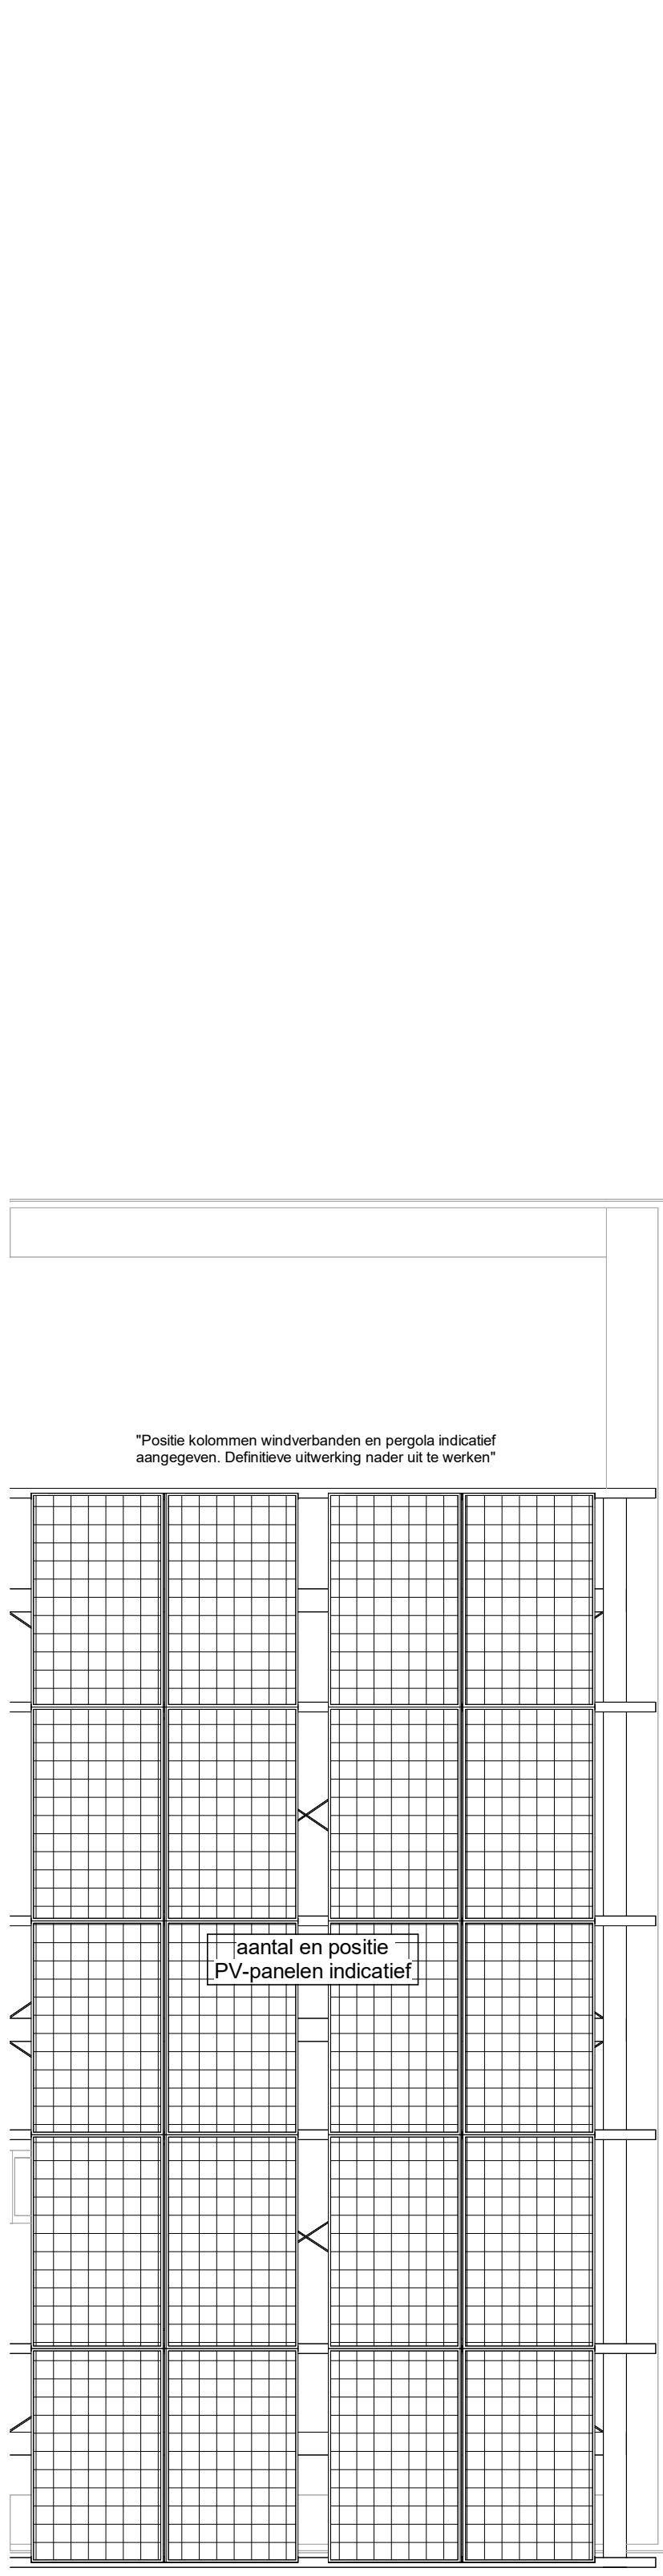 "Positie kolommen windverbanden en pergola indicatief
aangegeven. Definitieve uitwerking nader uit te werken"
aantal en positie
PV-panelen indicatief